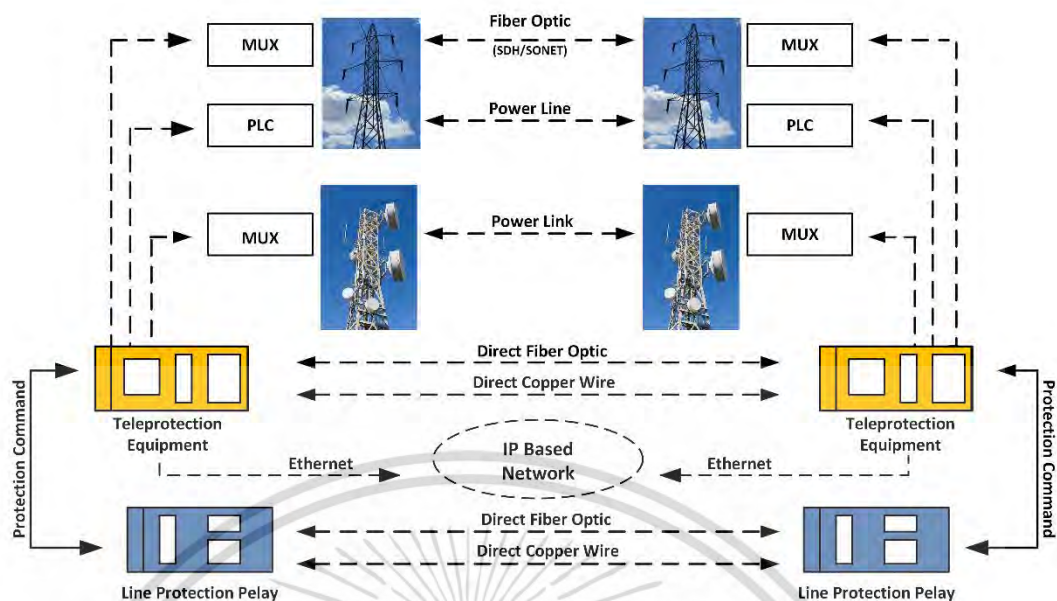 Fiber Optic
MUX
(SDH/SONET)
MUX
PLC
Power Line
PLC
MUX
Power Link
MUX
Direct Fiber Optic
Direct Copper Wire
Teleprotection
Equipment
Teleprotection
Equipment
Protection Command
Protection Command
Ethernet
IP Based
Network
Ethernet
Direct Fiber Optic
Direct Copper Wire
Line Protection Pelay
Line Protection Pelay